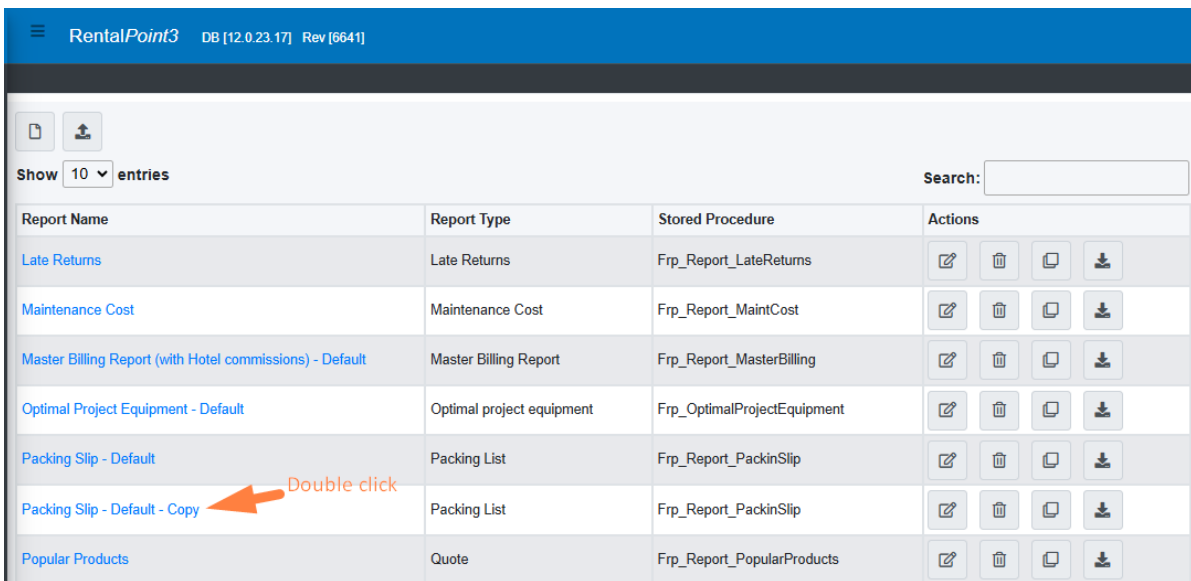 RentalPoint3 DB [12.0.23.17] Rev [6641]
Show 10 entries
Search:
Report Name Report Type Stored Procedure Actions
Late Returns Late Returns Frp_Report_LateReturns
Maintenance Cost Maintenance Cost Frp_Report_MaintCost
Master Billing Report (with Hotel commissions) - Default Master Billing Report Frp_Report_MasterBilling
Optimal Project Equipment - Default Optimal project equipment Frp_OptimalProjectEquipment
Packing Slip - Default Packing List Frp_Report_PackinSlip
Double click
Packing Slip - Default - Copy Packing List Frp_Report_PackinSlip
Popular Products Quote Frp_Report_PopularProducts